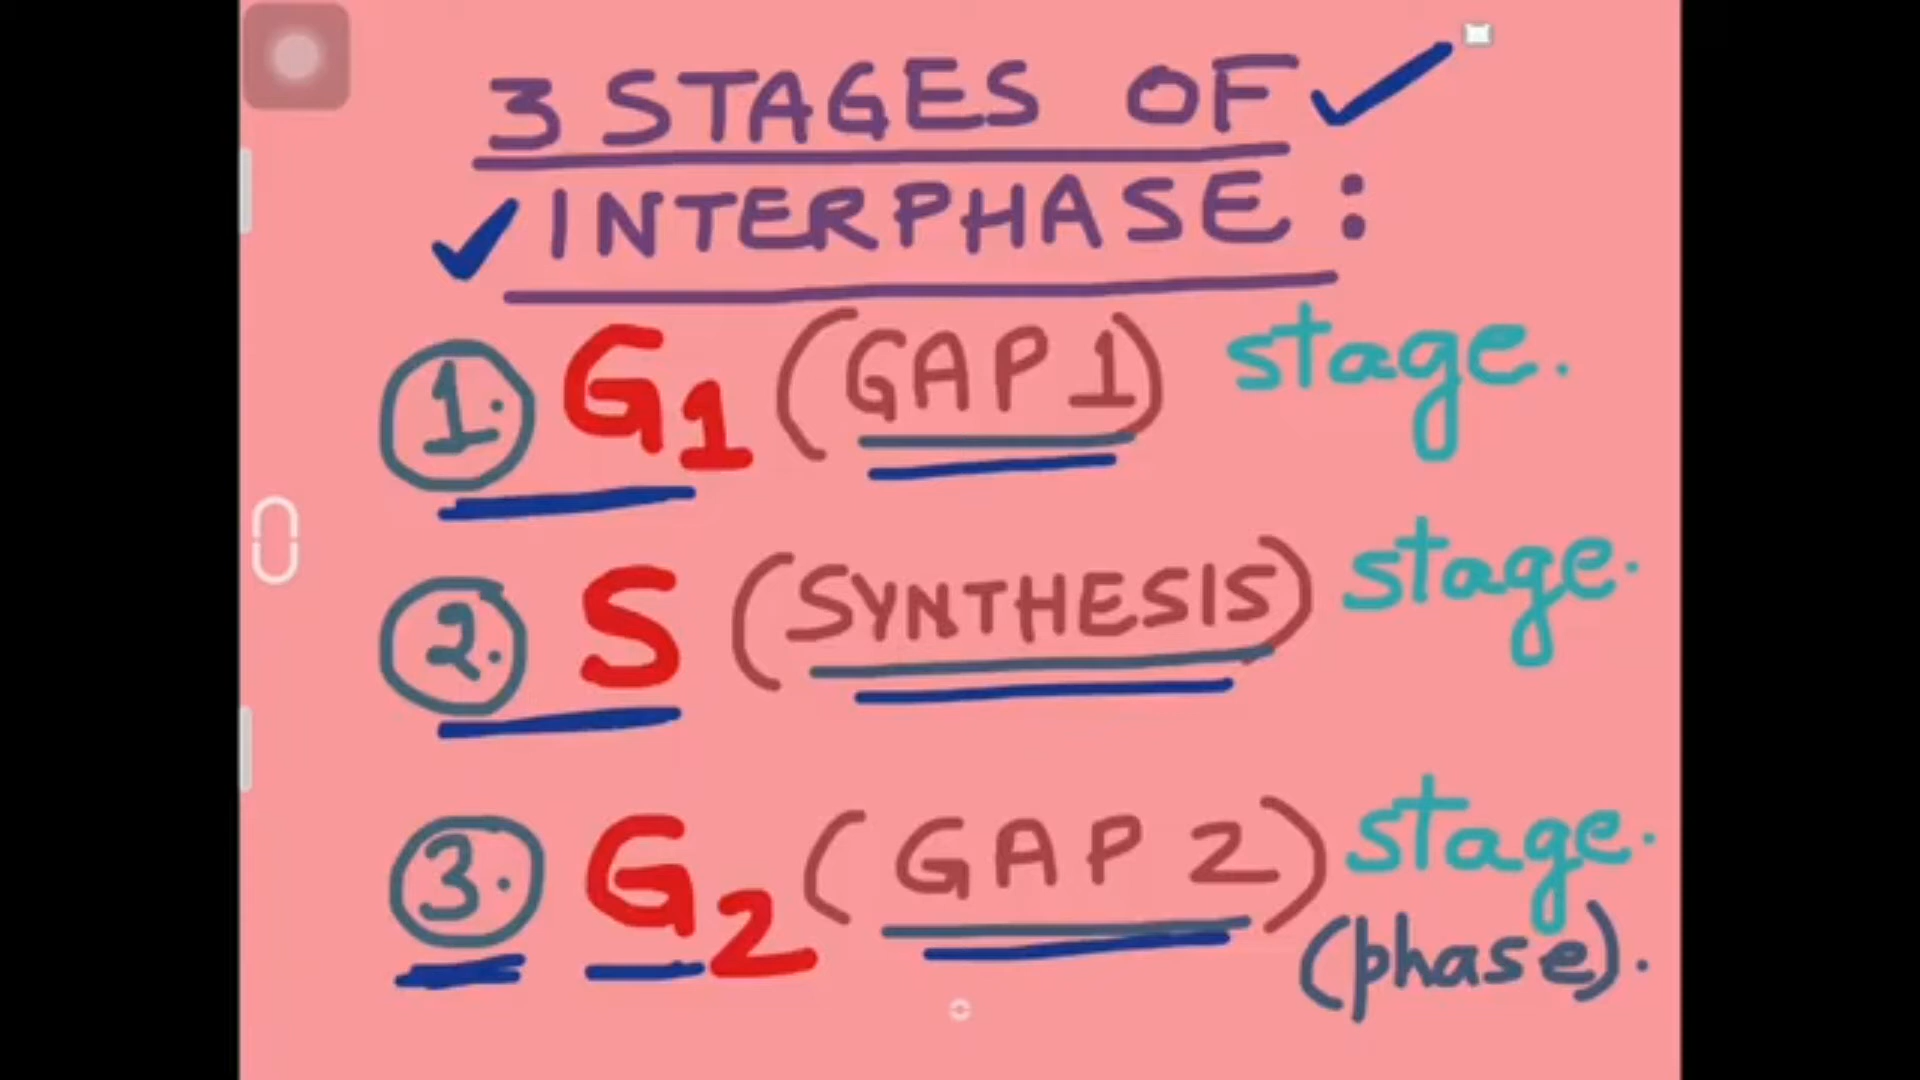 3 STAGES OF
INTERPHASE :
1. G1 (GAP 1) stage.
2. S (SYNTHESIS) stage.
3. G2 (GAP 2) stage.
(phase).